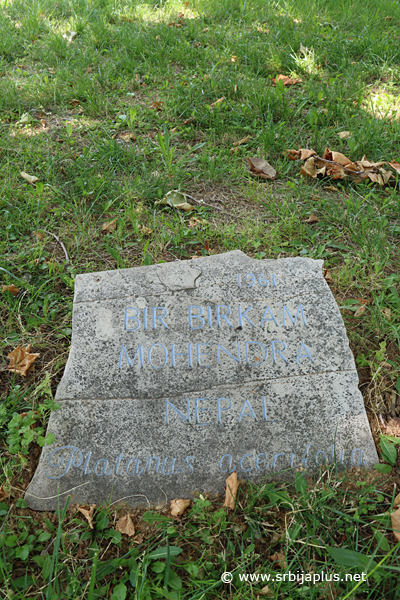 1961
BIR BIRKAM
MOHENDRA
NEPAL
Platanus acerifolia
© www.srbijaplus.net